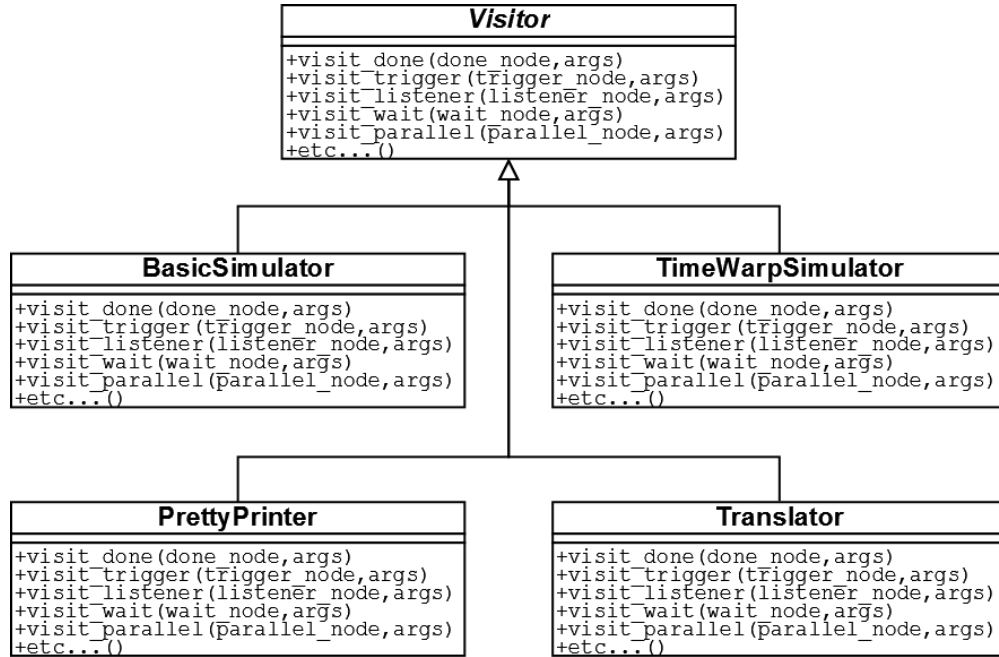 Visitor
+visit_done(done_node,args)
+visit_trigger(trigger_node,args)
+visit_listener(listener_node,args)
+visit_wait(wait_node,args)
+visit_parallel(parallel_node,args)
+etc...()
BasicSimulator
+visit_done(done_node,args)
+visit_trigger(trigger_node,args)
+visit_listener(listener_node,args)
+visit_wait(wait_node,args)
+visit_parallel(parallel_node,args)
+etc...()
TimeWarpSimulator
+visit_done(done_node,args)
+visit_trigger(trigger_node,args)
+visit_listener(listener_node,args)
+visit_wait(wait_node,args)
+visit_parallel(parallel_node,args)
+etc...()
PrettyPrinter
+visit_done(done_node,args)
+visit_trigger(trigger_node,args)
+visit_listener(listener_node,args)
+visit_wait(wait_node,args)
+visit_parallel(parallel_node,args)
+etc...()
Translator
+visit_done(done_node,args)
+visit_trigger(trigger_node,args)
+visit_listener(listener_node,args)
+visit_wait(wait_node,args)
+visit_parallel(parallel_node,args)
+etc...()